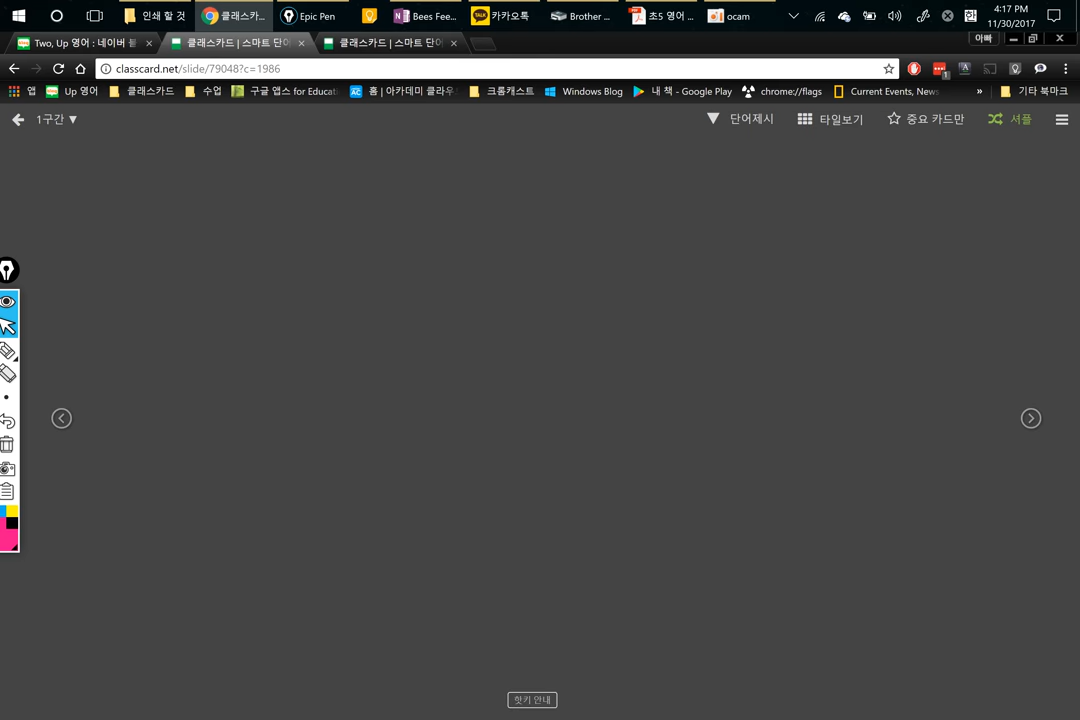 인쇄 할 것
클래스카...
Epic Pen
Bees Fee...
TALK
카카오톡
Brother ...
초5 영어 ...
ocam
한
4:17 PM
11/30/2017
Two, Up 영어 : 네이버 블
클래스카드 | 스마트 단어
클래스카드 | 스마트 단어
아빠
classcard.net/slide/79048?c=1986
1
앱
Up 영어
클래스카드
수업
구글 앱스 for Educati
AC
홈 | 아카데미 클라우
크롬캐스트
Windows Blog
내 책 - Google Play
chrome://flags
Current Events, News
»
기타 북마크
1구간 ▼
▼ 단어제시
타일보기
중요 카드만
셔플
핫키 안내